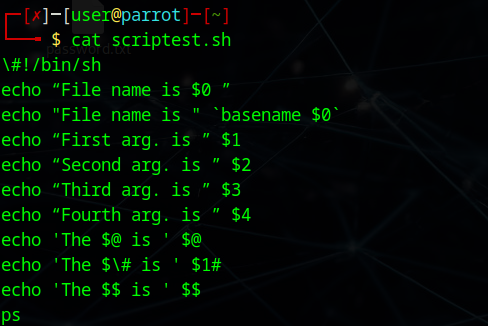 ┌─[✗]─[user@parrot]─[~]
└──╼ $ cat scriptest.sh
\#!/bin/sh
echo “File name is $0 ”
echo "File name is " `basename $0`
echo “First arg. is ” $1
echo “Second arg. is ” $2
echo “Third arg. is ” $3
echo “Fourth arg. is ” $4
echo 'The $@ is ' $@
echo 'The $\# is ' $1#
echo 'The $$ is ' $$
ps
password.txt